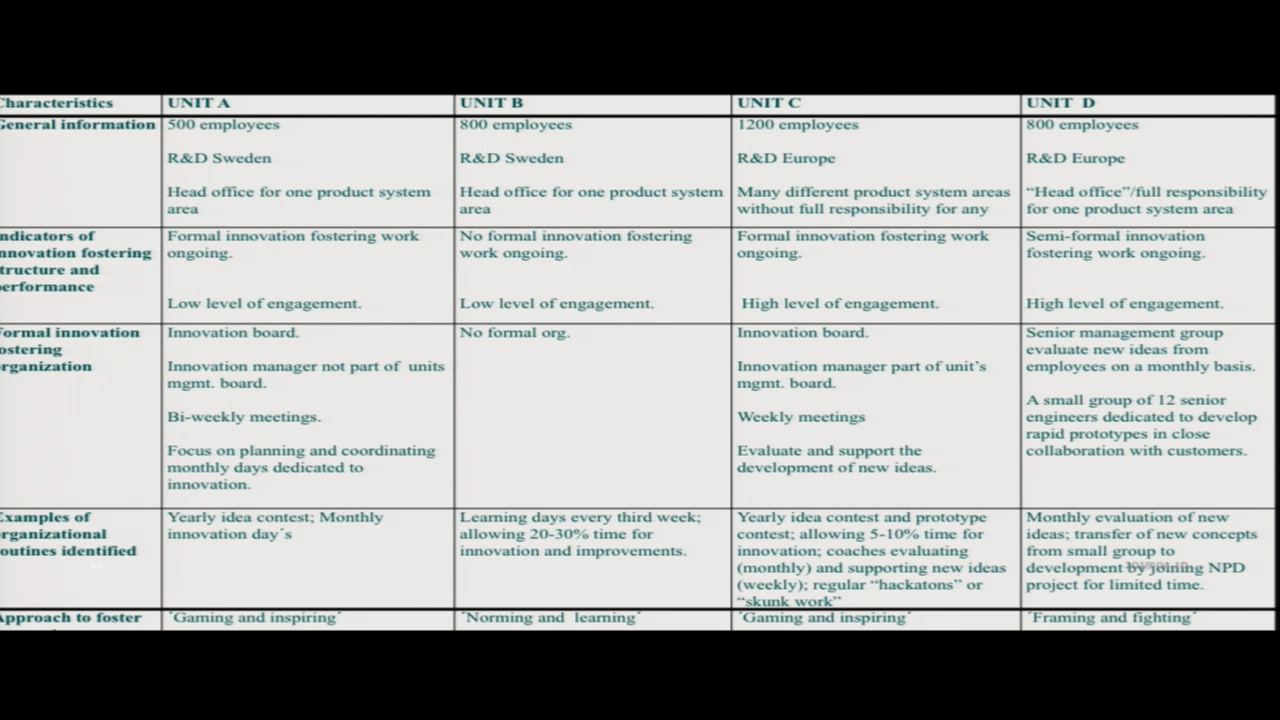 Characteristics UNIT A UNIT B UNIT C UNIT D
General information 500 employees 800 employees 1200 employees 800 employees
R&D Sweden R&D Sweden R&D Europe R&D Europe
Head office for one product system Head office for one product system Many different product system areas “Head office”/full responsibility
area area without full responsibility for any for one product system area
ndicators of Formal innovation fostering work No formal innovation fostering Formal innovation fostering work Semi-formal innovation
nnovation fostering ongoing. work ongoing. ongoing. fostering work ongoing.
tructure and
performance
Low level of engagement. Low level of engagement. High level of engagement. High level of engagement.
Formal innovation Innovation board. No formal org. Innovation board. Senior management group
ostering evaluate new ideas from
rganization Innovation manager not part of units Innovation manager part of unit’s employees on a monthly basis.
mgmt. board. mgmt. board.
A small group of 12 senior
Bi-weekly meetings. Weekly meetings engineers dedicated to develop
rapid prototypes in close
Focus on planning and coordinating Evaluate and support the collaboration with customers.
monthly days dedicated to development of new ideas.
innovation.
Examples of Yearly idea contest; Monthly Learning days every third week; Yearly idea contest and prototype Monthly evaluation of new
rganizational innovation day´s allowing 20-30% time for contest; allowing 5-10% time for ideas; transfer of new concepts
outines identified innovation and improvements. innovation; coaches evaluating from small group to
(monthly) and supporting new ideas development by joining NPD
(weekly); regular “hackatons” or project for limited time.
“skunk work”
Approach to foster ´Gaming and inspiring´ ´Norming and learning´ ´Gaming and inspiring´ ´Framing and fighting´